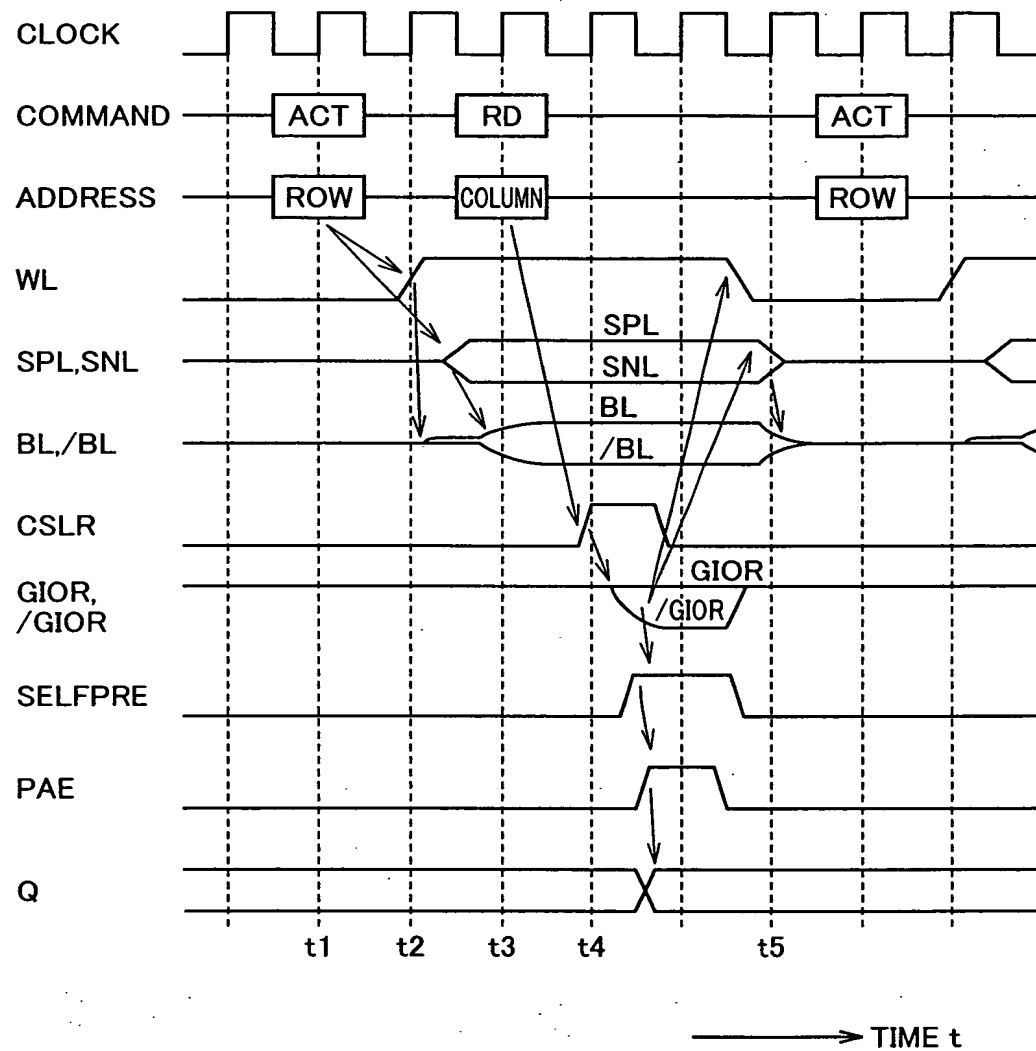 CLOCK
COMMAND ACT RD ACT
ADDRESS ROW COLUMN ROW
WL
SPL,SNL SPL
SNL
BL,/BL BL
/BL
CSLR
GIOR, GIOR
/GIOR /GIOR
SELFPRE
PAE
Q
t1 t2 t3 t4 t5
TIME t